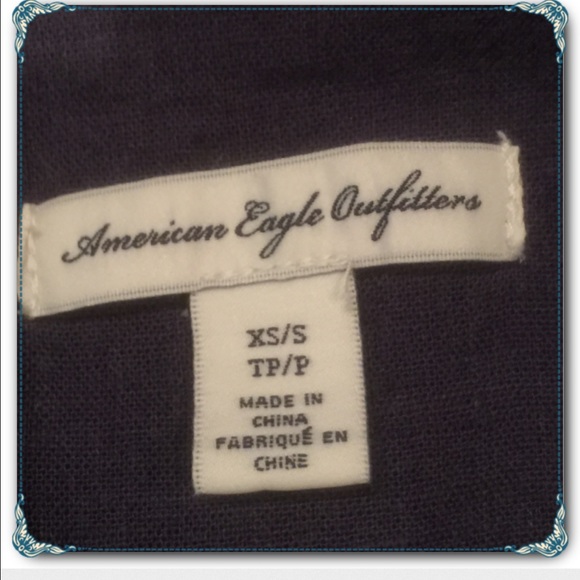 American Eagle Outfitters
XS/S
TP/P
MADE IN
CHINA
FABRIQUÉ EN
CHINE